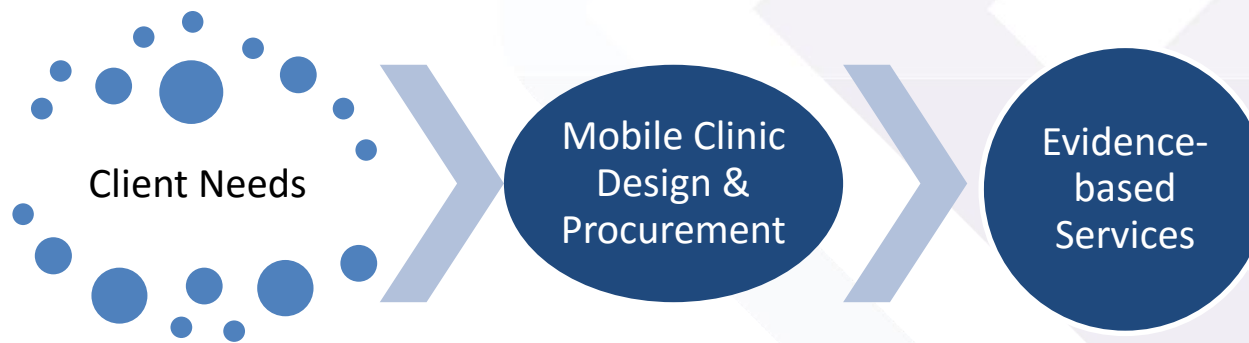 Client Needs
Mobile Clinic
Design &
Procurement
Evidence-
based
Services